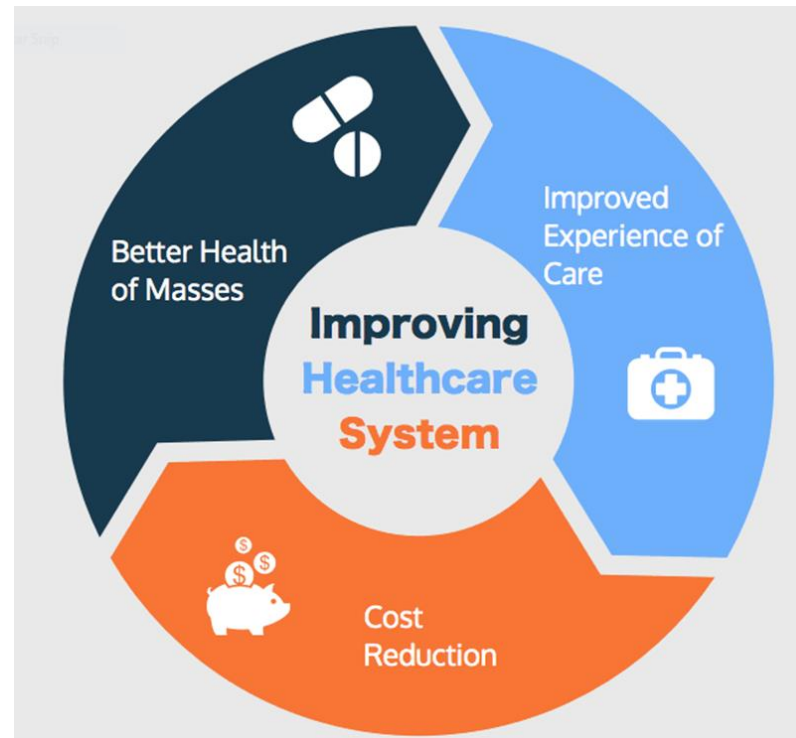 Better Health
of Masses
Improved
Experience of
Care
Improving
Healthcare
System
Cost
Reduction
$
$
$